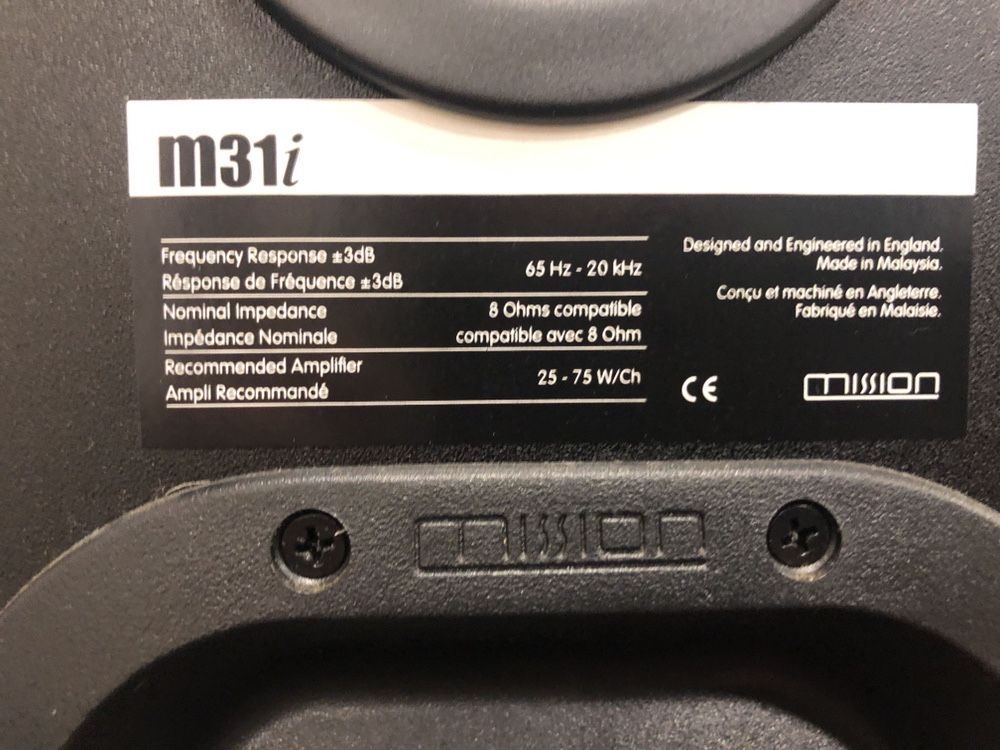 m31i
Frequency Response ±3dB
Résponse de Fréquence ±3dB
65 Hz - 20 kHz
Nominal Impedance
8 Ohms compatible
Impédance Nominale
compatible avec 8 Ohm
Recommended Amplifier
Ampli Recommandé
25 - 75 W/Ch
Designed and Engineered in England.
Made in Malaysia.
Conçu et machiné en Angleterre.
Fabriqué en Malaisie.
CE
mission
mission